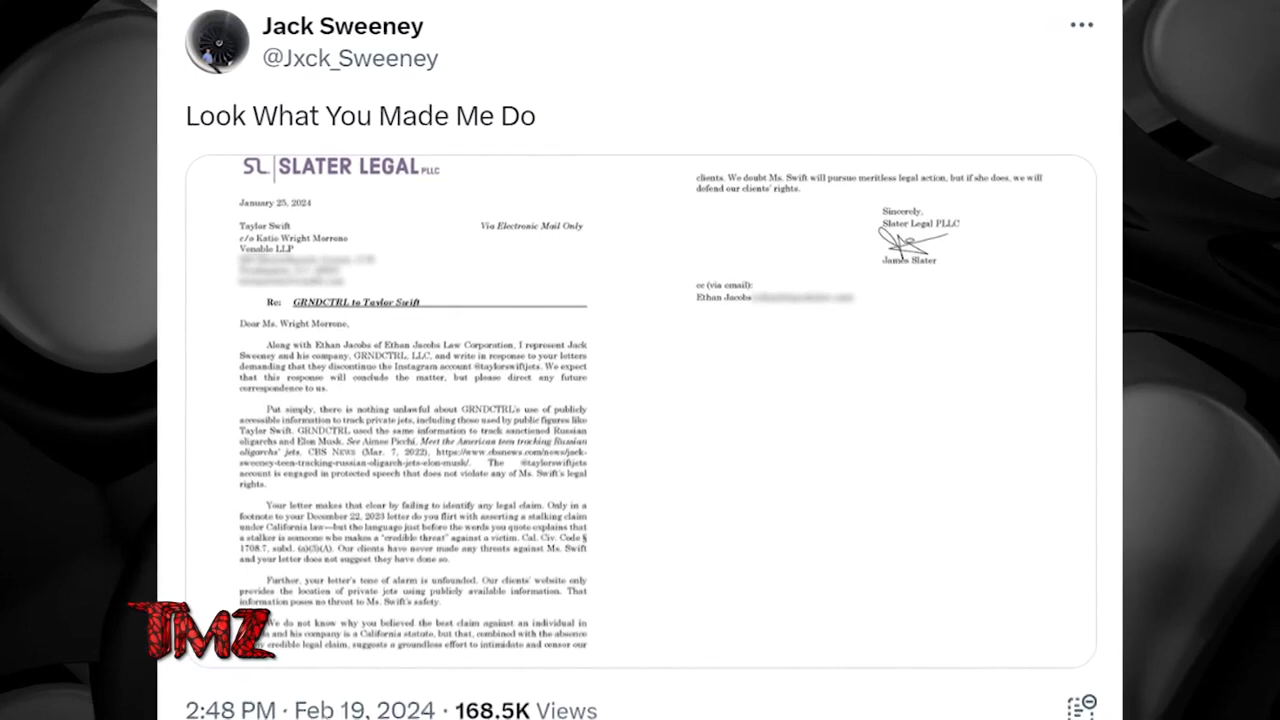 Jack Sweeney
@Jxck_Sweeney
Look What You Made Me Do
SL SLATER LEGAL PLLC
January 25, 2024
Taylor Swift
Via Electronic Mail Only
c/o Katie Wright Morrone
Venable LLP
Re: GRNDCTRL to Taylor Swift
Dear Ms. Wright Morrone,
Along with Ethan Jacobs of Ethan Jacobs Law Corporation, I represent Jack
Sweeney and his company, GRNDCTRL, LLC, and write in response to your letters
demanding that they discontinue the Instagram account @taylorswiftjets. We expect
that this response will conclude the matter, but please direct any future
correspondence to us.
Put simply, there is nothing unlawful about GRNDCTRL's use of publicly
accessible information to track private jets, including those used by public figures like
Taylor Swift. GRNDCTRL used the same information to track sanctioned Russian
oligarchs and Elon Musk. See Aimee Picchi, Meet the American teen tracking Russian
oligarchs' jets, CBS NEWS (Mar. 7, 2022), https://www.cbsnews.com/news/jack-
sweeney-teen-tracking-russian-oligarch-jets-elon-musk/. The @taylorswiftjets
account is engaged in protected speech that does not violate any of Ms. Swift's legal
rights.
Your letter makes that clear by failing to identify any legal claim. Only in a
footnote to your December 22, 2023 letter do you flirt with asserting a stalking claim
under California law—but the language just before the words you quote explains that
a stalker is someone who makes a "credible threat" against a victim. Cal. Civ. Code §
1708.7, subd. (a)(3)(A). Our clients have never made any threats against Ms. Swift
and your letter does not suggest they have done so.
Further, your letter's tone of alarm is unfounded. Our clients' website only
provides the location of private jets using publicly available information. That
information poses no threat to Ms. Swift's safety.
We do not know why you believed the best claim against an individual in
and his company is a California statute, but that, combined with the absence
credible legal claim, suggests a groundless effort to intimidate and censor our
clients. We doubt Ms. Swift will pursue meritless legal action, but if she does, we will
defend our clients' rights.
Sincerely,
Slater Legal PLLC
James Slater
cc (via email):
Ethan Jacobs
TMZ
2:48 PM · Feb 19, 2024 · 168.5K Views